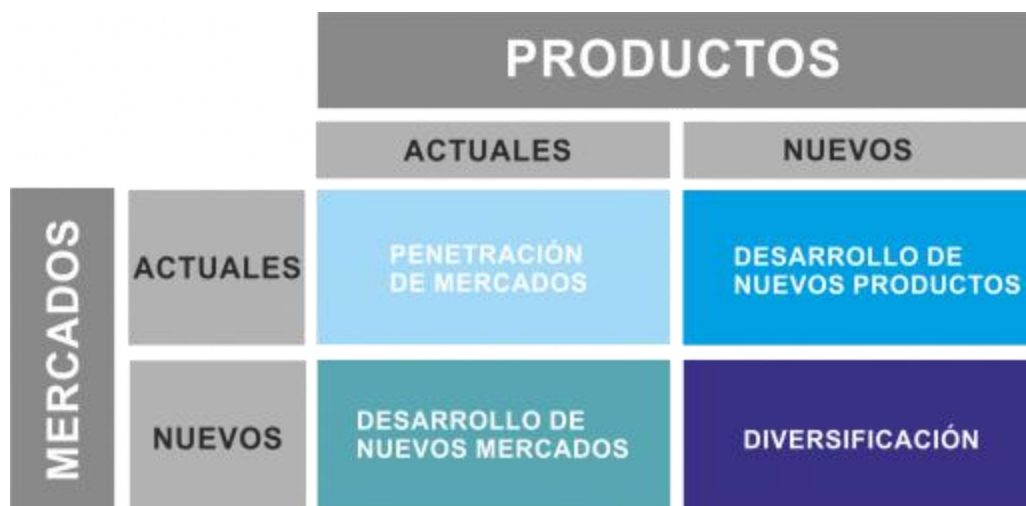 PRODUCTOS
ACTUALES
NUEVOS
MERCADOS
ACTUALES
PENETRACIÓN
DE MERCADOS
DESARROLLO DE
NUEVOS PRODUCTOS
NUEVOS
DESARROLLO DE
NUEVOS MERCADOS
DIVERSIFICACIÓN